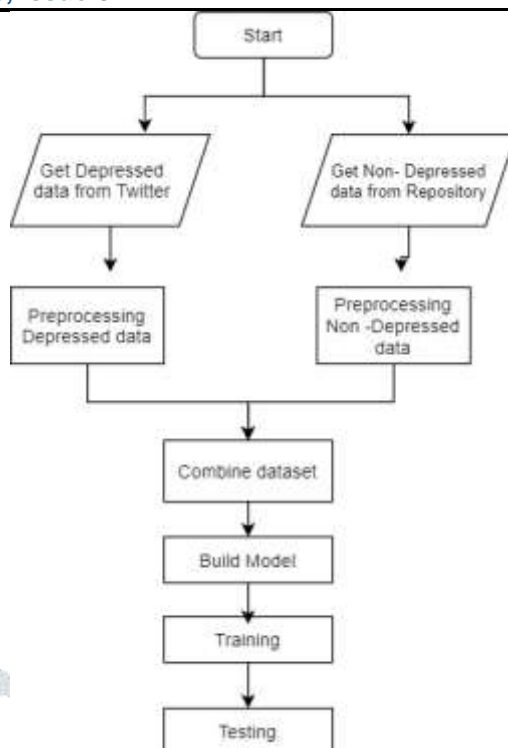 Start
Get Depressed
data from Twitter
Get Non- Depressed
data from Repository
Preprocessing
Depressed data
Preprocessing
Non -Depressed
data
Combine dataset
Build Model
Training
Testing